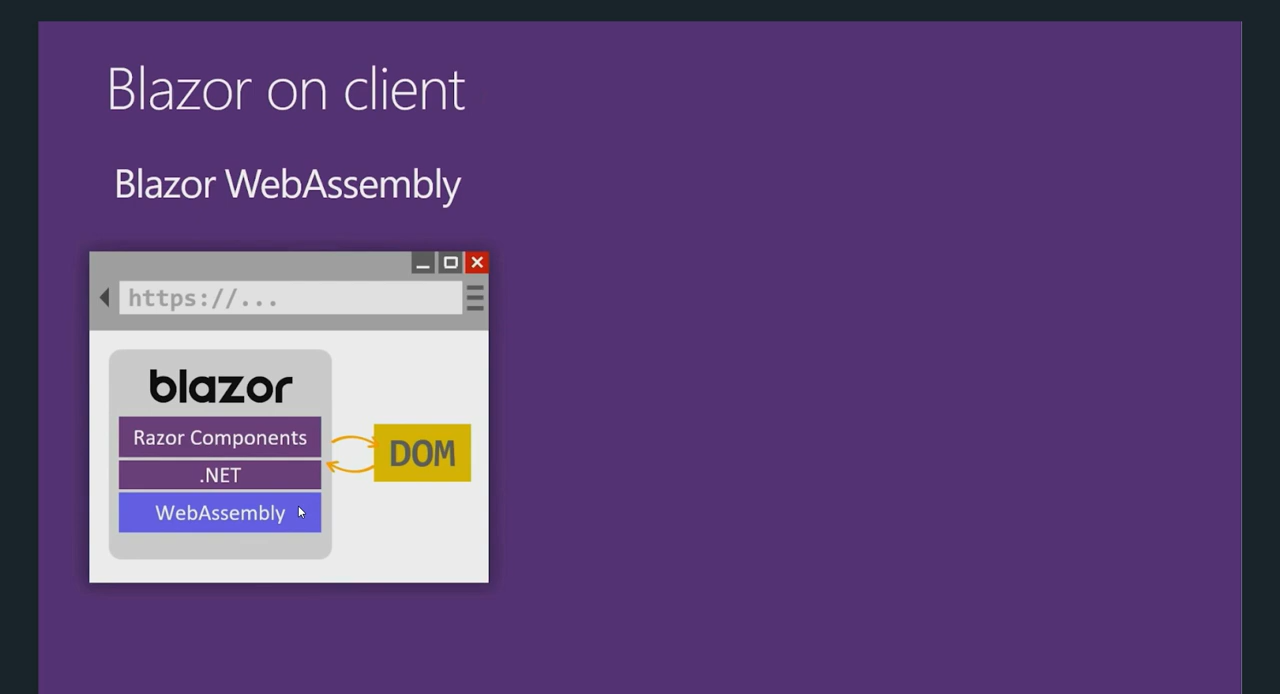 Blazor on client
Blazor WebAssembly
https://...
blazor
Razor Components
.NET
WebAssembly
DOM